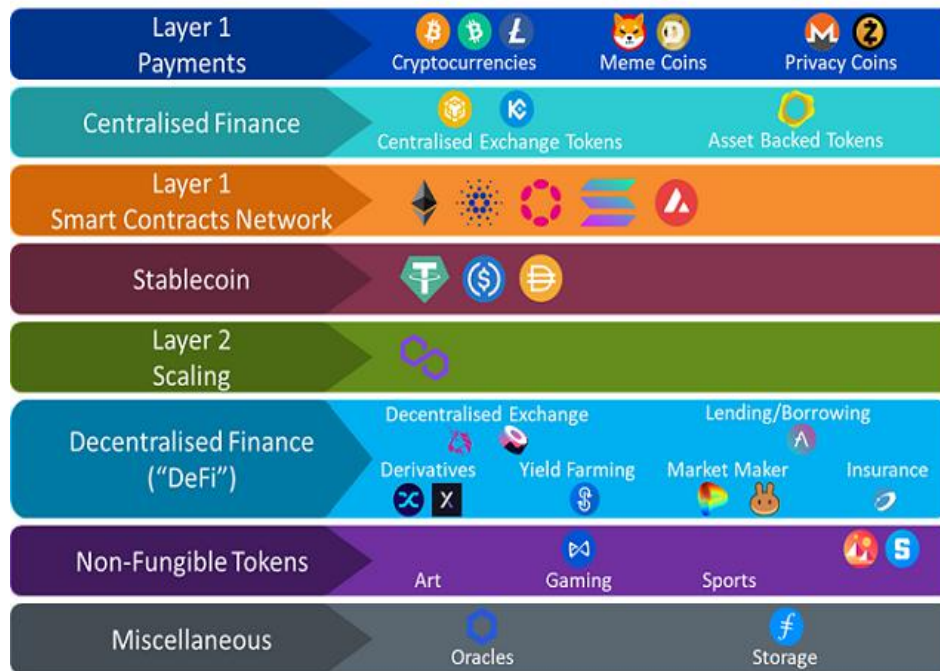 Layer 1
Payments
Cryptocurrencies
Meme Coins
Privacy Coins
Centralised Finance
Centralised Exchange Tokens
Asset Backed Tokens
Layer 1
Smart Contracts Network
Stablecoin
Layer 2
Scaling
Decentralised Finance
("DeFi")
Decentralised Exchange
Lending/Borrowing
Derivatives
Yield Farming
Market Maker
Insurance
Non-Fungible Tokens
Art
Gaming
Sports
Miscellaneous
Oracles
Storage